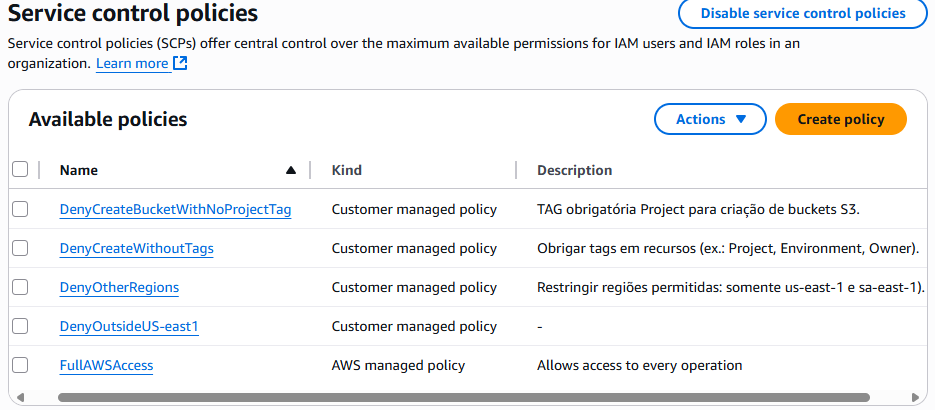 Service control policies
Disable service control policies
Service control policies (SCPs) offer central control over the maximum available permissions for IAM users and IAM roles in an
organization. Learn more
Available policies
Actions
Create policy
Name Kind Description
DenyCreateBucketWithNoProjectTag Customer managed policy TAG obrigatória Project para criação de buckets S3.
DenyCreateWithoutTags Customer managed policy Obrigar tags em recursos (ex.: Project, Environment, Owner).
DenyOtherRegions Customer managed policy Restringir regiões permitidas: somente us-east-1 e sa-east-1).
DenyOutsideUS-east1 Customer managed policy -
FullAWSAccess AWS managed policy Allows access to every operation